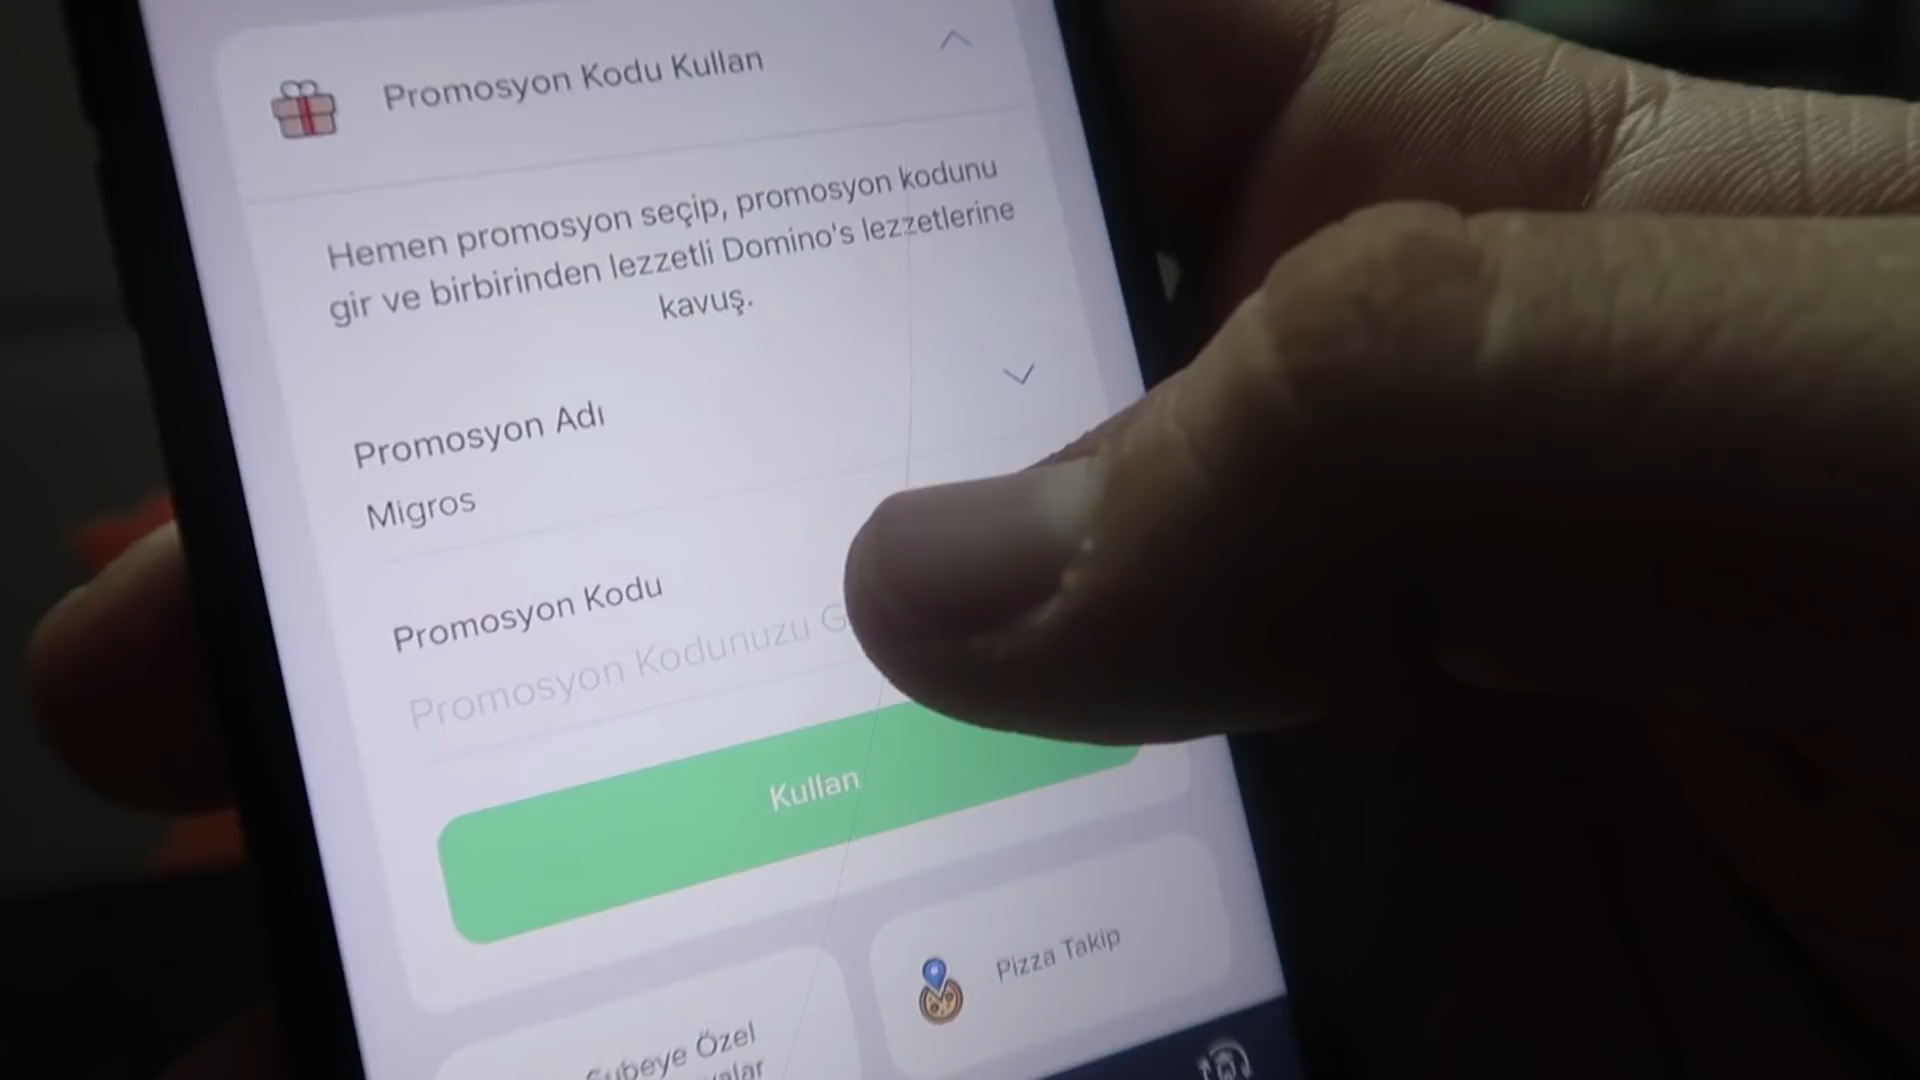 Promosyon Kodu Kullan
Hemen promosyon seçip, promosyon kodunu
gir ve birbirinden lezzetli Domino's lezzetlerine
kavuş.
Promosyon Adı
Migros
Promosyon Kodu
Promosyon Kodunuzu
Kullan
Pizza Takip
Özel